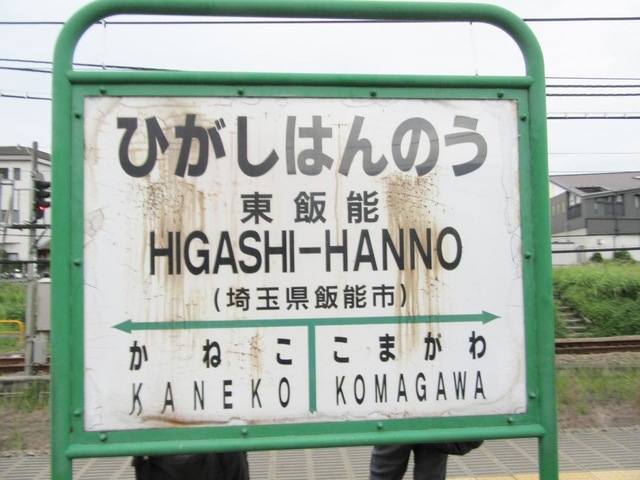 ひがしはんのう
東飯能
HIGASHI-HANNO
(埼玉県飯能市)
かねこ こまがわ
KANEKO KOMAGAWA